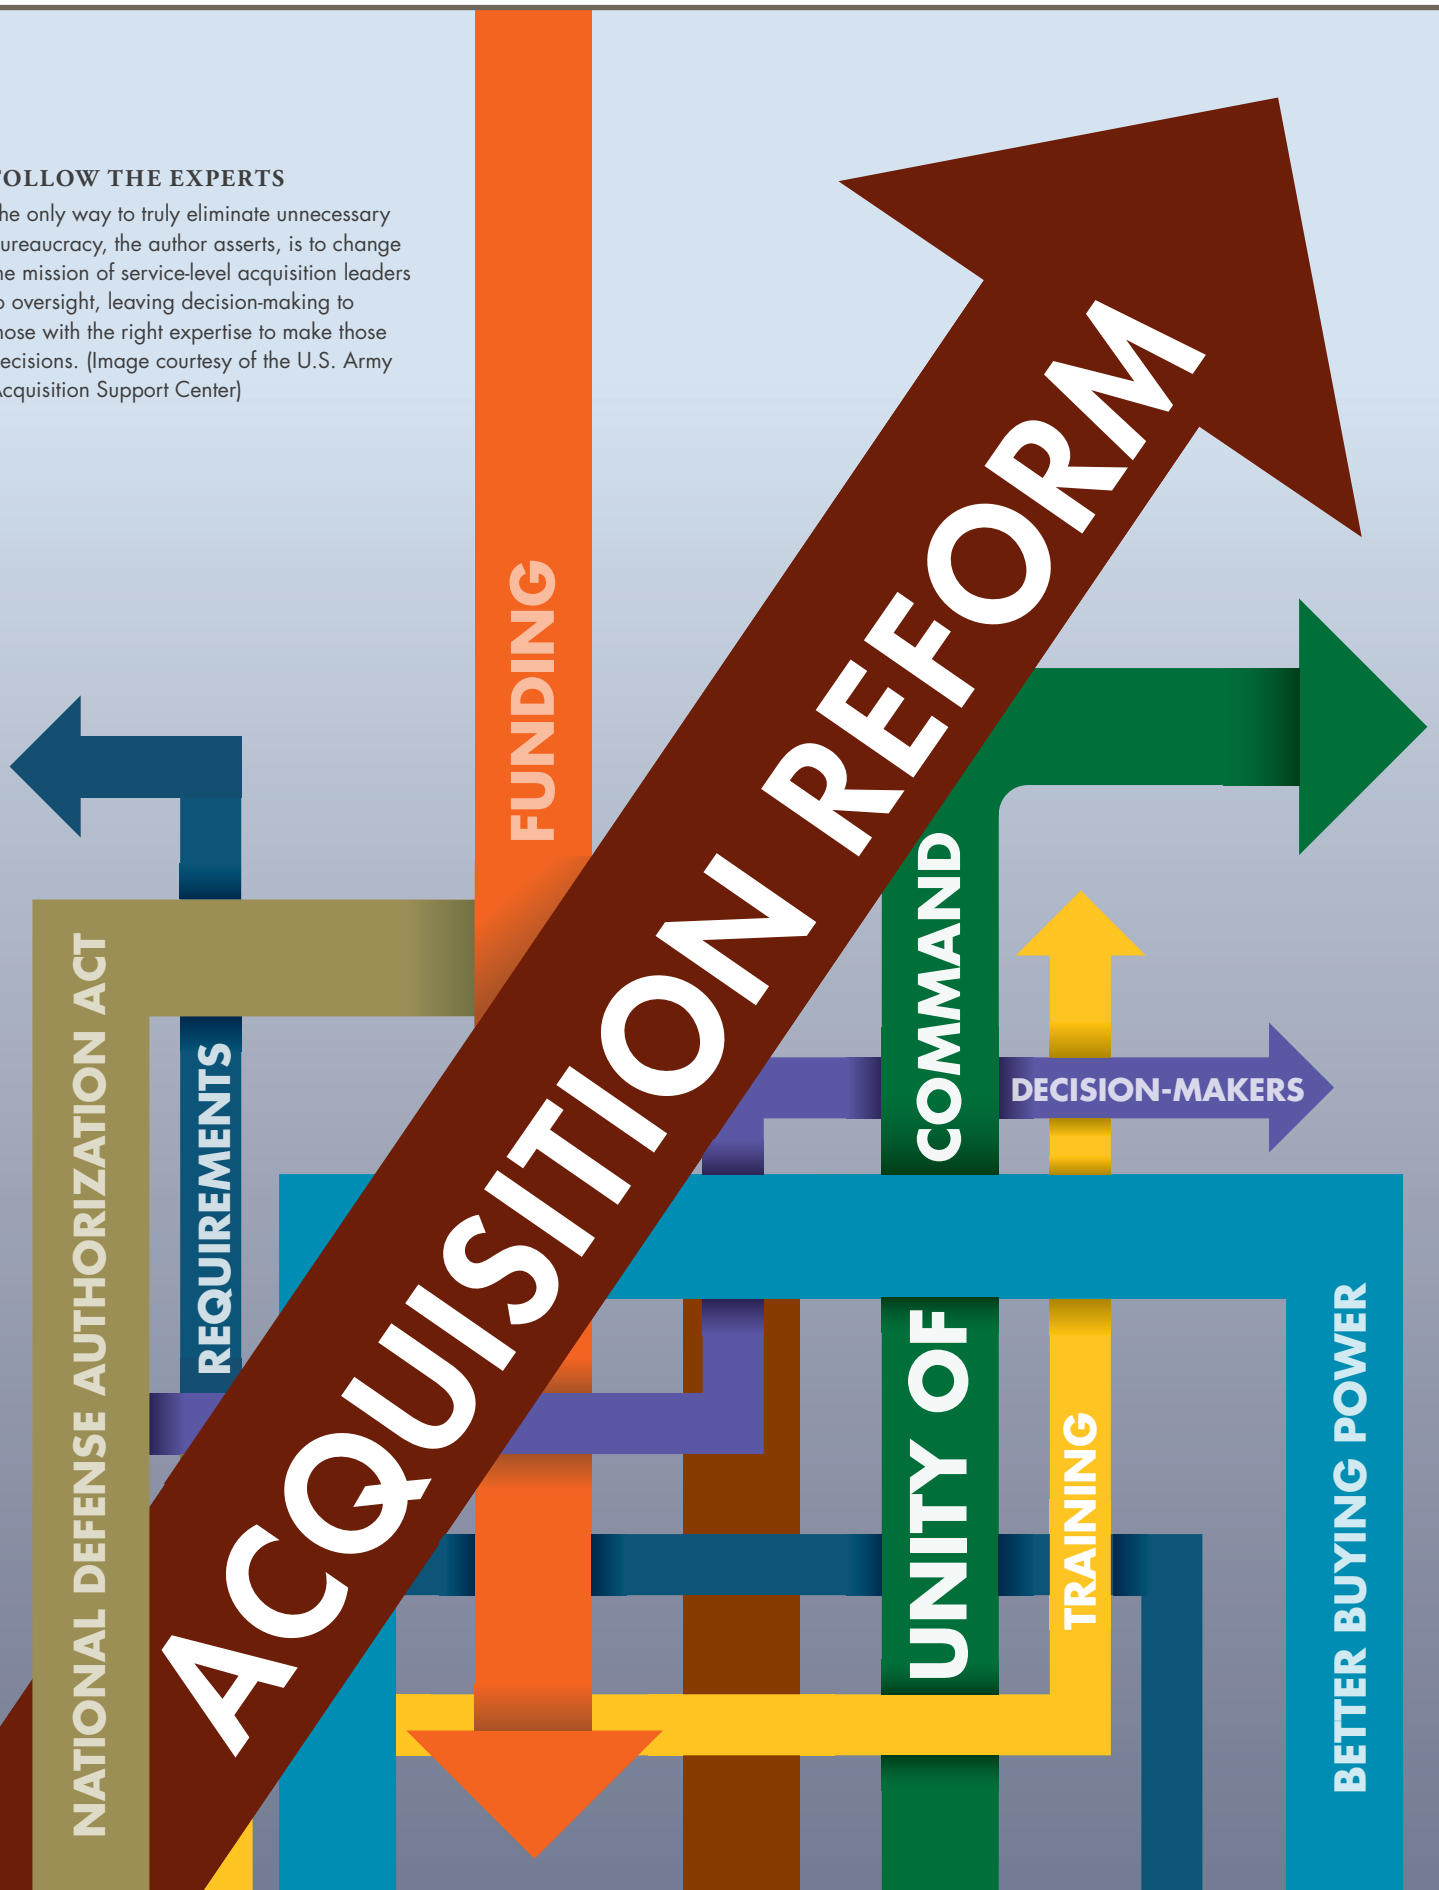 FOLLOW THE EXPERTS
he only way to truly eliminate unnecessary
ureaucracy, the author asserts, is to change
he mission of service-level acquisition leaders
o oversight, leaving decision-making to
hose with the right expertise to make those
ecisions. (Image courtesy of the U.S. Army
Acquisition Support Center)
FUNDING
ACQUISITION REFORM
NATIONAL DEFENSE AUTHORIZATION ACT
REQUIREMENTS
UNITY OF COMMAND
DECISION-MAKERS
TRAINING
BETTER BUYING POWER